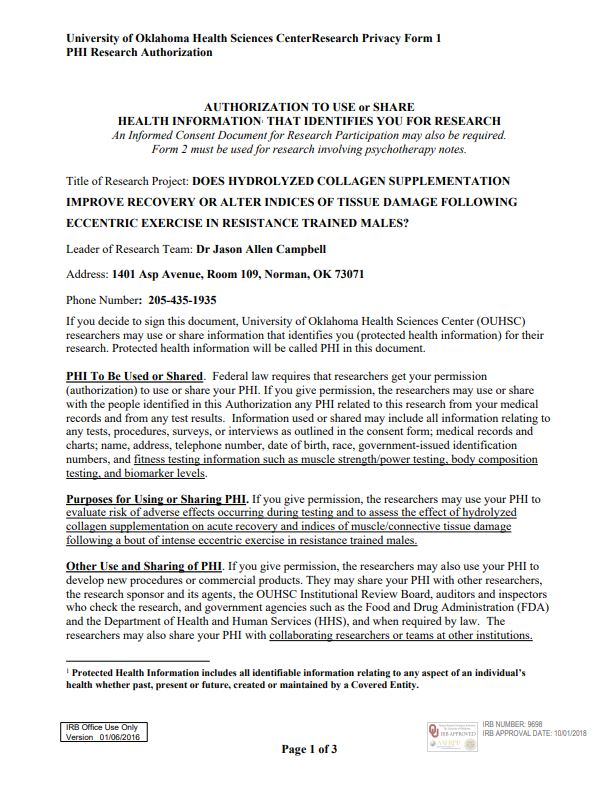 University of Oklahoma Health Sciences CenterResearch Privacy Form 1
PHI Research Authorization
AUTHORIZATION TO USE or SHARE
HEALTH INFORMATION¹ THAT IDENTIFIES YOU FOR RESEARCH
An Informed Consent Document for Research Participation may also be required.
Form 2 must be used for research involving psychotherapy notes.
Title of Research Project: DOES HYDROLYZED COLLAGEN SUPPLEMENTATION
IMPROVE RECOVERY OR ALTER INDICES OF TISSUE DAMAGE FOLLOWING
ECCENTRIC EXERCISE IN RESISTANCE TRAINED MALES?
Leader of Research Team: Dr Jason Allen Campbell
Address: 1401 Asp Avenue, Room 109, Norman, OK 73071
Phone Number: 205-435-1935
If you decide to sign this document, University of Oklahoma Health Sciences Center (OUHSC)
researchers may use or share information that identifies you (protected health information) for their
research. Protected health information will be called PHI in this document.
PHI To Be Used or Shared. Federal law requires that researchers get your permission
(authorization) to use or share your PHI. If you give permission, the researchers may use or share
with the people identified in this Authorization any PHI related to this research from your medical
records and from any test results. Information used or shared may include all information relating to
any tests, procedures, surveys, or interviews as outlined in the consent form; medical records and
charts; name, address, telephone number, date of birth, race, government-issued identification
numbers, and fitness testing information such as muscle strength/power testing, body composition
testing, and biomarker levels.
Purposes for Using or Sharing PHI. If you give permission, the researchers may use your PHI to
evaluate risk of adverse effects occurring during testing and to assess the effect of hydrolyzed
collagen supplementation on acute recovery and indices of muscle/connective tissue damage
following a bout of intense eccentric exercise in resistance trained males.
Other Use and Sharing of PHI. If you give permission, the researchers may also use your PHI to
develop new procedures or commercial products. They may share your PHI with other researchers,
the research sponsor and its agents, the OUHSC Institutional Review Board, auditors and inspectors
who check the research, and government agencies such as the Food and Drug Administration (FDA)
and the Department of Health and Human Services (HHS), and when required by law. The
researchers may also share your PHI with collaborating researchers or teams at other institutions.
¹ Protected Health Information includes all identifiable information relating to any aspect of an individual's
health whether past, present or future, created or maintained by a Covered Entity.
IRB Office Use Only
Version 01/06/2016
Page 1 of 3
IRB APPROVED
IRB NUMBER: 9698
IRB APPROVAL DATE: 10/01/2018